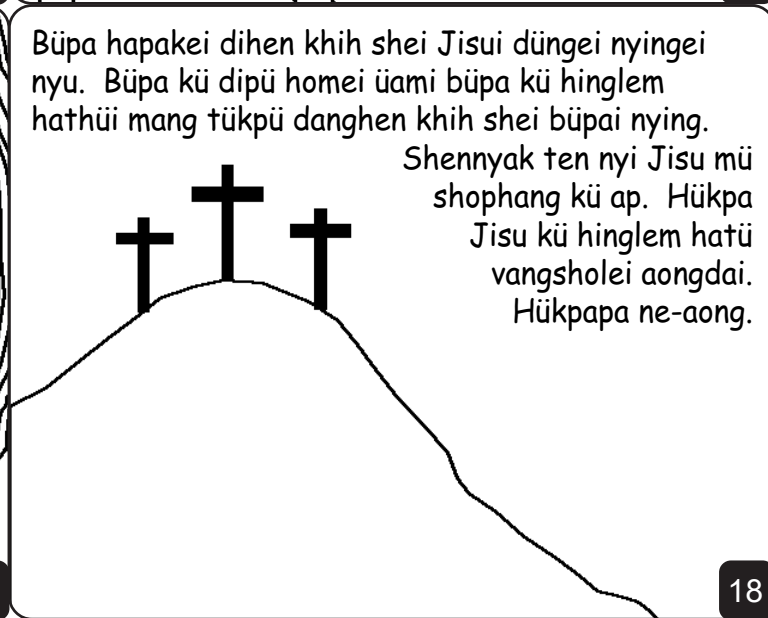 Büpa hapakei dihen khih shei Jisui düngei nyingei
nyu. Büpa kü dipü homei üami büpa kü hinglem
hathüi mang tükpü danghen khih shei büpai nying.
Shennyak ten nyi Jisu mü
shophang kü ap. Hükpa
Jisu kü hinglem hatü
vangsholei aongdai.
Hükpapa ne-aong.
18